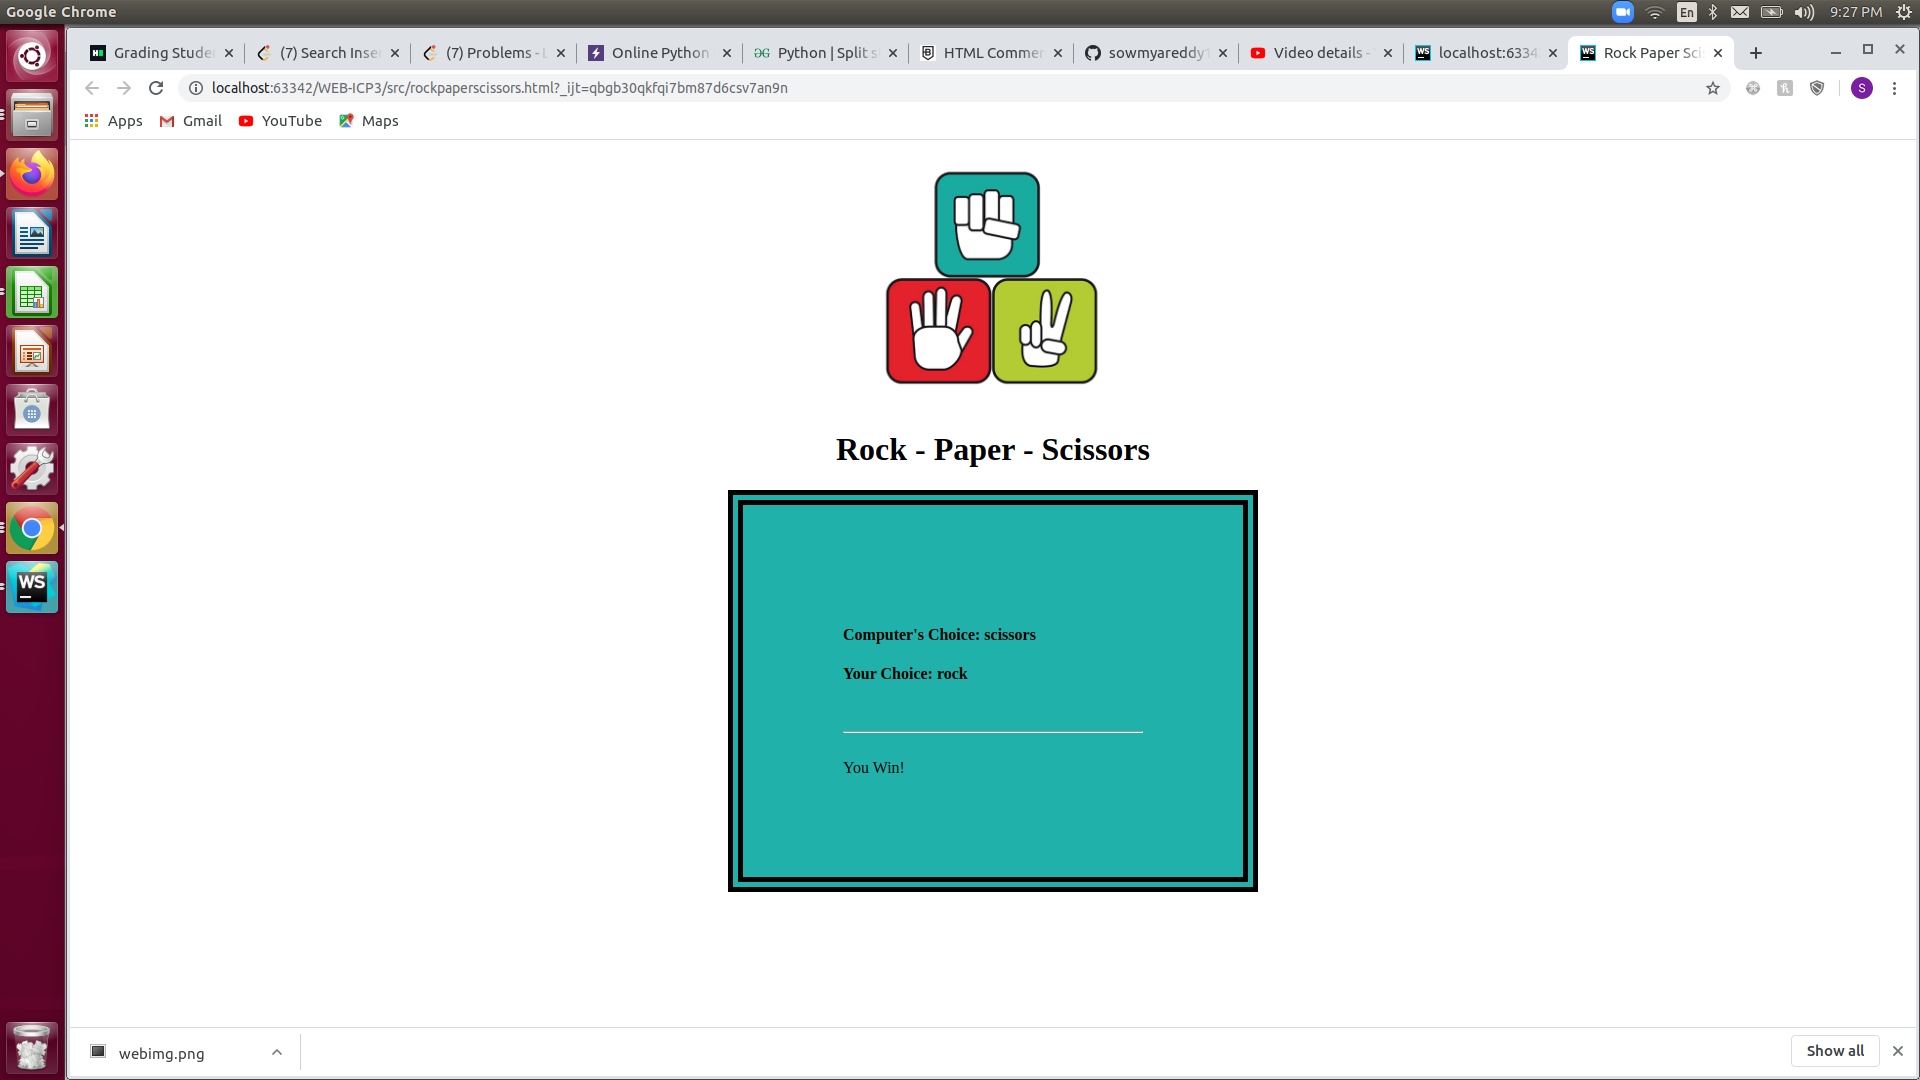 Google Chrome
En
9:27 PM
Grading Stude
(7) Search Inse
(7) Problems - L
Online Python
Python | Split s
HTML Commen
sowmyareddy
Video details -
localhost:6334
Rock Paper Sci
localhost:63342/WEB-ICP3/src/rockpaperscissors.html?_ijt=qbgb30qkfqi7bm87d6csv7an9n
S
Apps
Gmail
YouTube
Maps
Rock - Paper - Scissors
Computer's Choice: scissors
Your Choice: rock
You Win!
WS
webimg.png
Show all